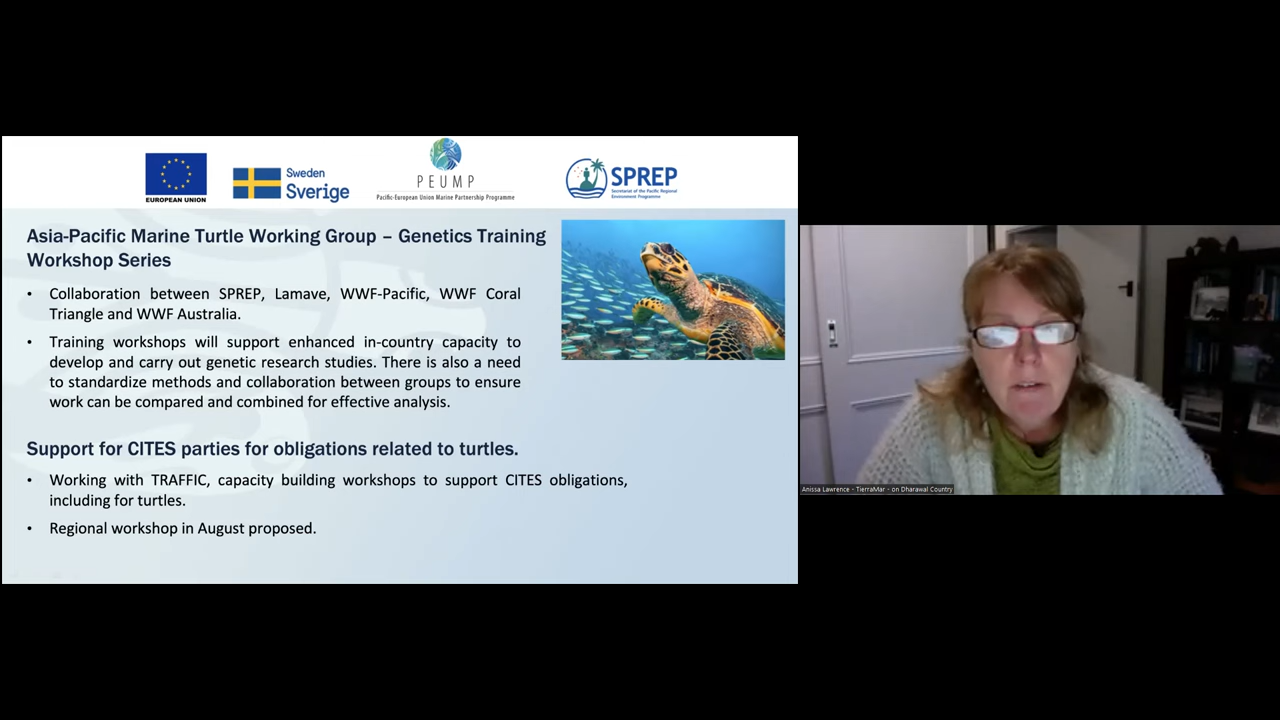 EUROPEAN UNION
Sweden
Sverige
PEUMP
Pacific-European Union Marine Partnership Programme
SPREP
Secretariat of the Pacific Regional
Environment Programme
Asia-Pacific Marine Turtle Working Group – Genetics Training
Workshop Series
• Collaboration between SPREP, Lamave, WWF-Pacific, WWF Coral
Triangle and WWF Australia.
• Training workshops will support enhanced in-country capacity to
develop and carry out genetic research studies. There is also a need
to standardize methods and collaboration between groups to ensure
work can be compared and combined for effective analysis.
Support for CITES parties for obligations related to turtles.
• Working with TRAFFIC, capacity building workshops to support CITES obligations,
including for turtles.
• Regional workshop in August proposed.
Anissa Lawrence - TierraMar - on Dharawal Country